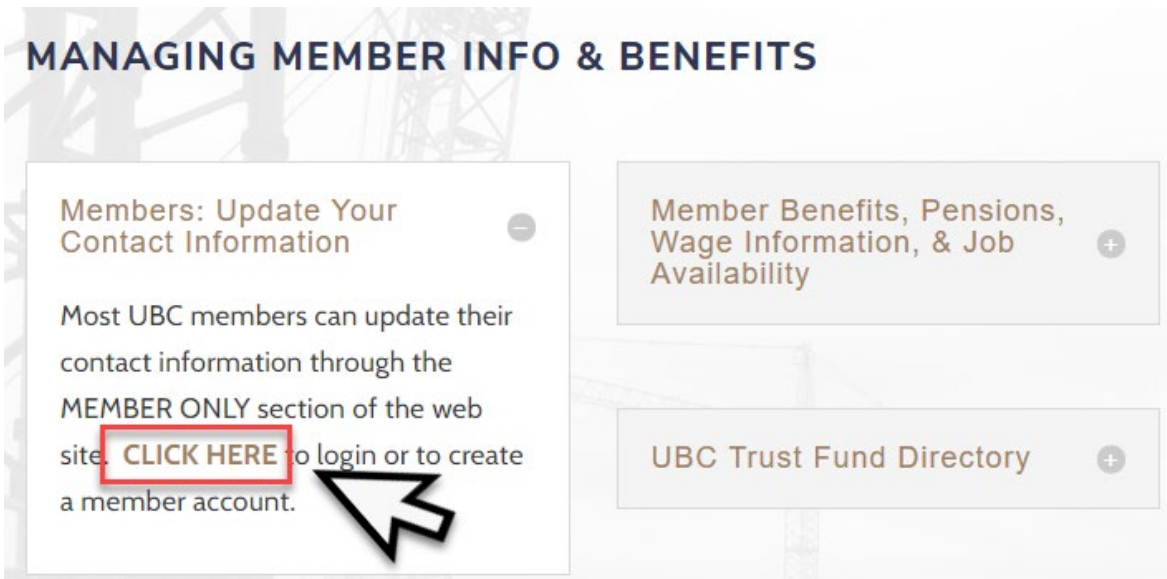 MANAGING MEMBER INFO & BENEFITS
Members: Update Your
Contact Information
Most UBC members can update their
contact information through the
MEMBER ONLY section of the web
site. CLICK HERE to login or to create
a member account.
Member Benefits, Pensions,
Wage Information, & Job
Availability
UBC Trust Fund Directory